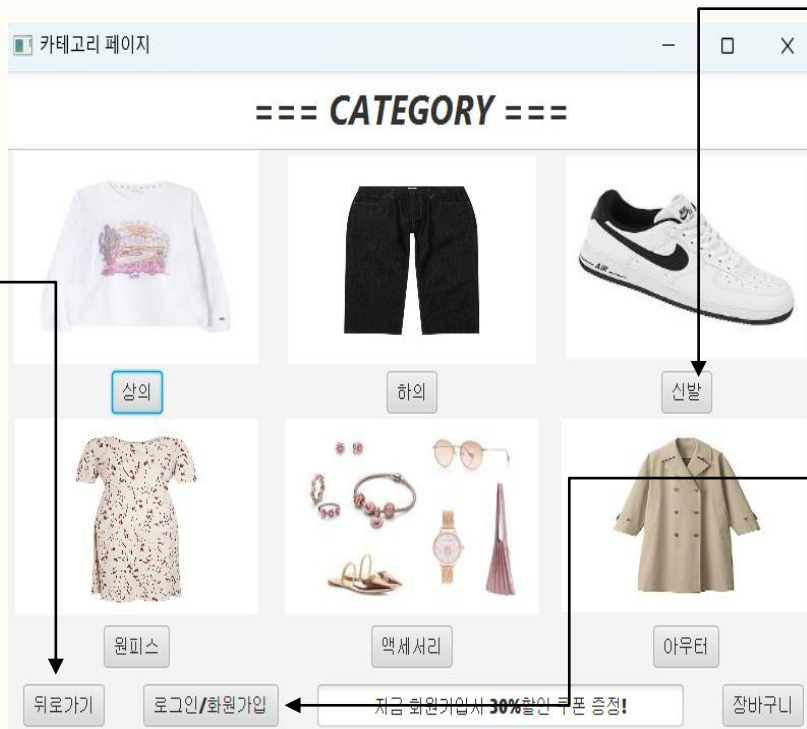 카테고리 페이지
=== CATEGORY ===
상의
하의
신발
원피스
액세서리
아우터
뒤로가기
로그인/회원가입
지금 회원가입시 30%할인 쿠폰 증정!
장바구니
AIR